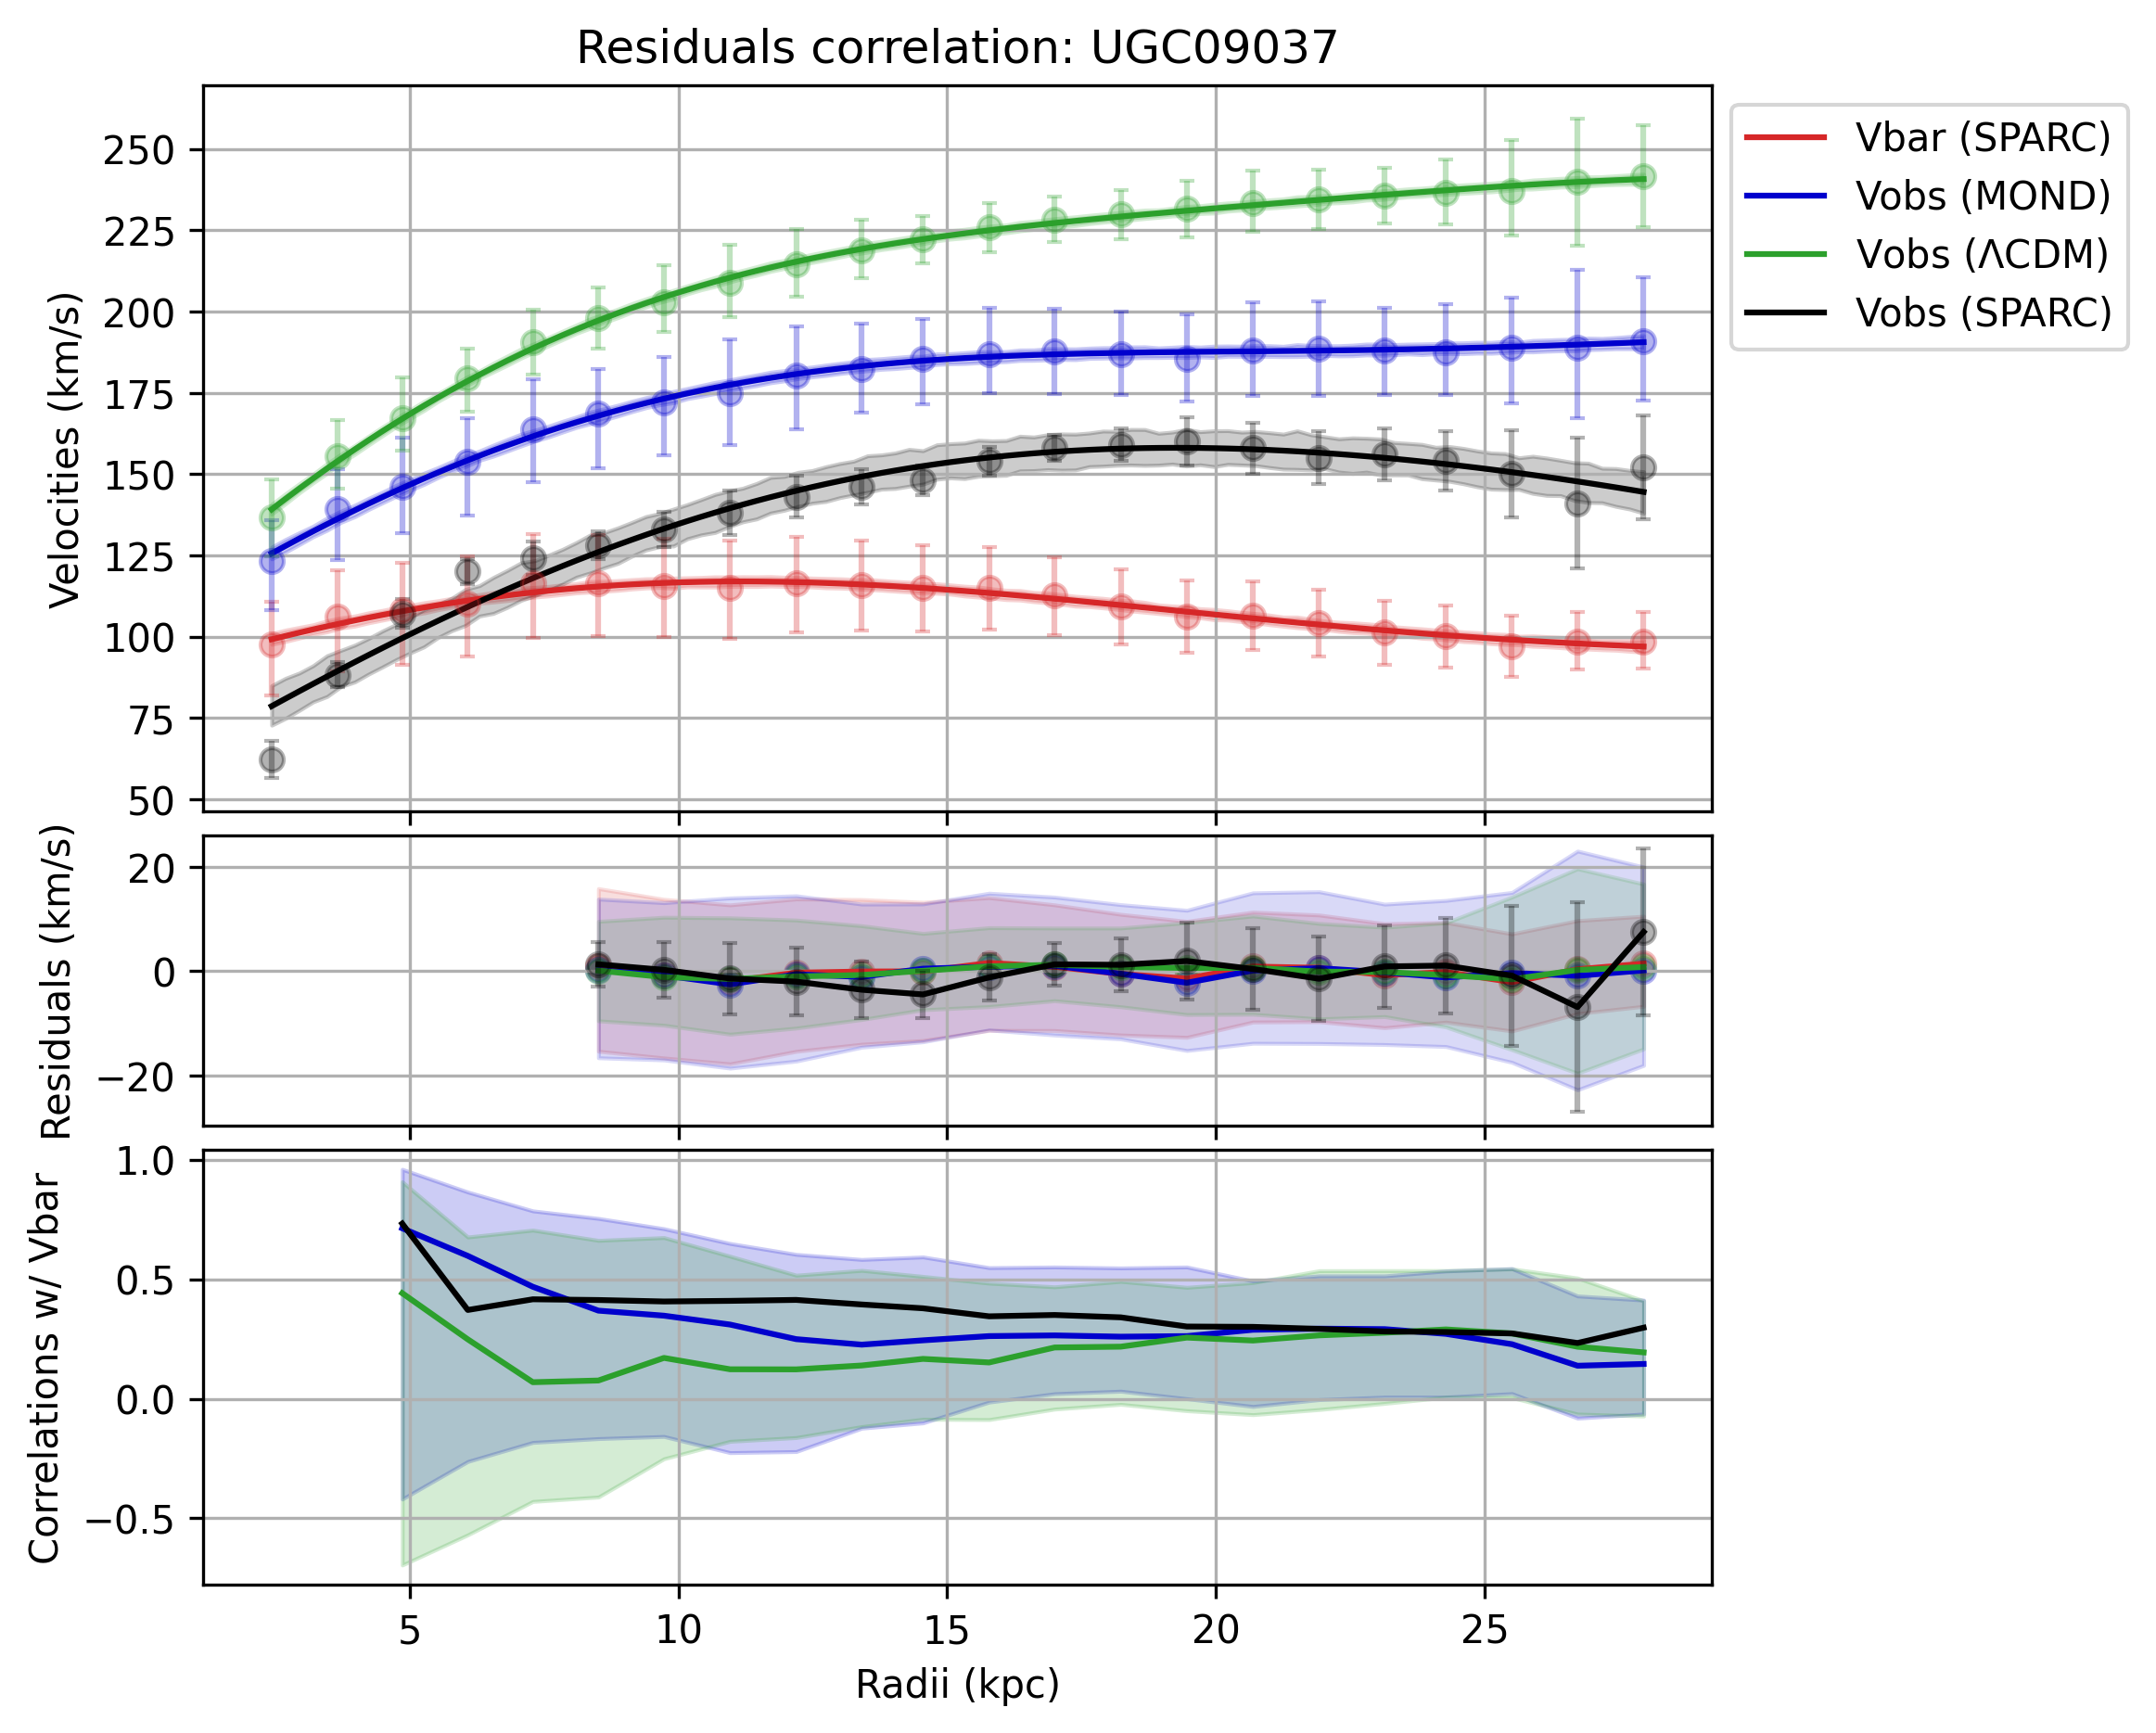 Residuals correlation: UGC09037
Vbar (SPARC)
Vobs (MOND)
Vobs (ΛCDM)
Vobs (SPARC)
Velocities (km/s)
250
225
200
175
150
125
100
75
50
Residuals (km/s)
20
0
−20
Correlations w/ Vbar
1.0
0.5
0.0
−0.5
5 10 15 20 25
Radii (kpc)